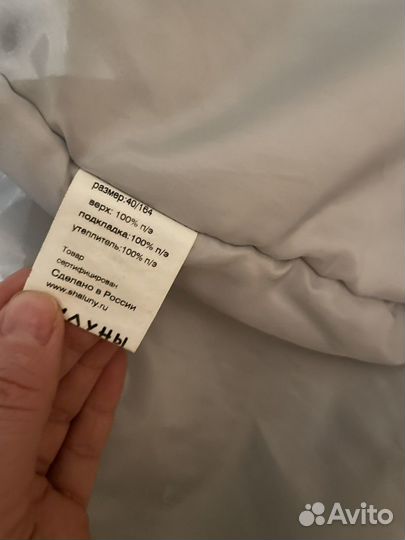 размер:40/164
верх: 100% п/э
подкладка:100% п/э
утеплитель:100% п/э
Товар
сертифицирован
Сделано в России
www.shaluny.ru
Avito